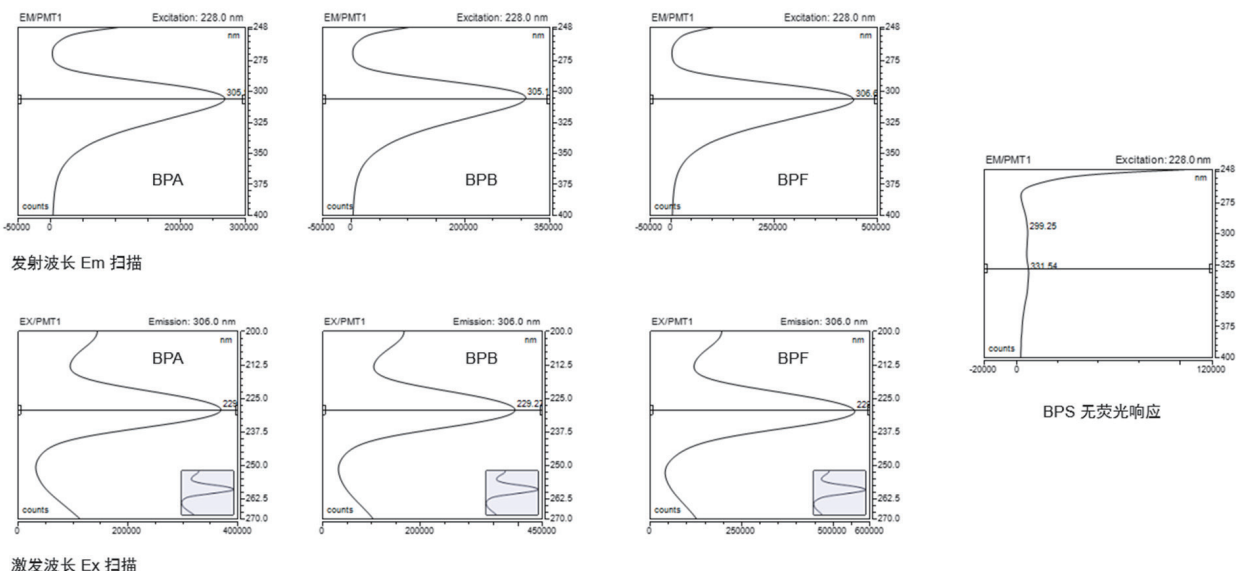 EM/PMT1 Excitation: 228.0 nm
248
nm
275
300
305.
325
350
BPA
375
counts
400
-50000 0 200000 300000
EM/PMT1 Excitation: 228.0 nm
248
nm
275
300
305.1
325
350
BPB
375
counts
400
-50000 0 200000 350000
EM/PMT1 Excitation: 228.0 nm
248
nm
275
300
306.6
325
350
BPF
375
counts
400
-50000 0 250000 500000
发射波长 Em 扫描
EM/PMT1 Excitation: 228.0 nm
248
nm
275
299.25
300
331.54
325
350
375
counts
400
-20000 0 120000
BPS 无荧光响应
EX/PMT1 Emission: 306.0 nm
200.0
nm
BPA
212.5
225.0
229
237.5
250.0
262.5
counts
270.0
0 200000 400000
EX/PMT1 Emission: 306.0 nm
200.0
nm
BPB
212.5
225.0
229.27
237.5
250.0
262.5
counts
270.0
0 200000 450000
EX/PMT1 Emission: 306.0 nm
200.0
nm
BPF
212.5
225.0
237.5
250.0
262.5
counts
270.0
0 250000 500000 600000
激发波长 Ex 扫描